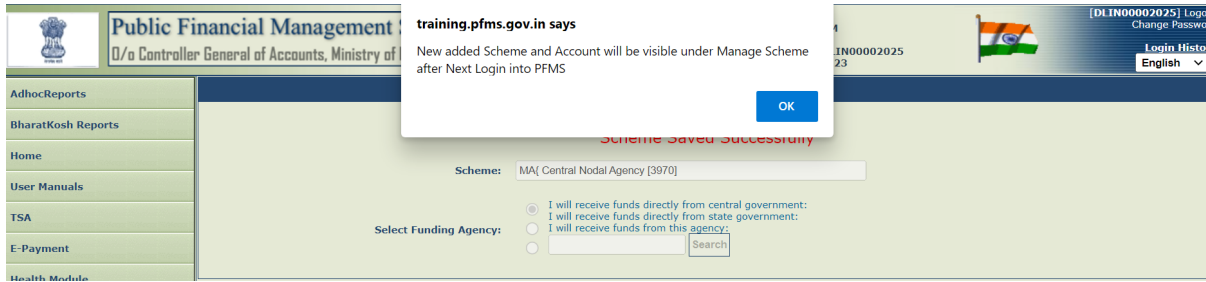 Public Financial Management
O/o Controller General of Accounts, Ministry of
training.pfms.gov.in says
New added Scheme and Account will be visible under Manage Scheme
after Next Login into PFMS
OK
IN00002025
23
[DLIN00002025] Logo
Change Passwo
Login Histo
English
AdhocReports
BharatKosh Reports
Home
User Manuals
TSA
E-Payment
Health Module
Scheme Saved Successfully
Scheme: MA( Central Nodal Agency [3970]
Select Funding Agency:
I will receive funds directly from central government:
I will receive funds directly from state government:
I will receive funds from this agency:
Search